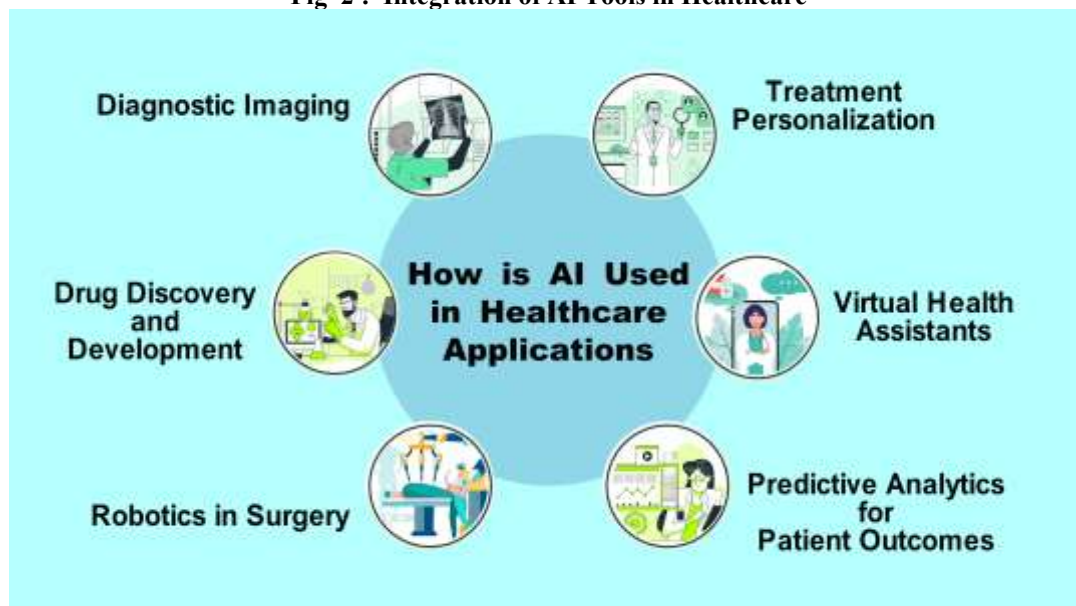 Fig 2 : Integration of AI Tools in Healthcare
Diagnostic Imaging
Treatment
Personalization
How is AI Used
in Healthcare
Applications
Drug Discovery
and
Development
Virtual Health
Assistants
Robotics in Surgery
Predictive Analytics
for
Patient Outcomes